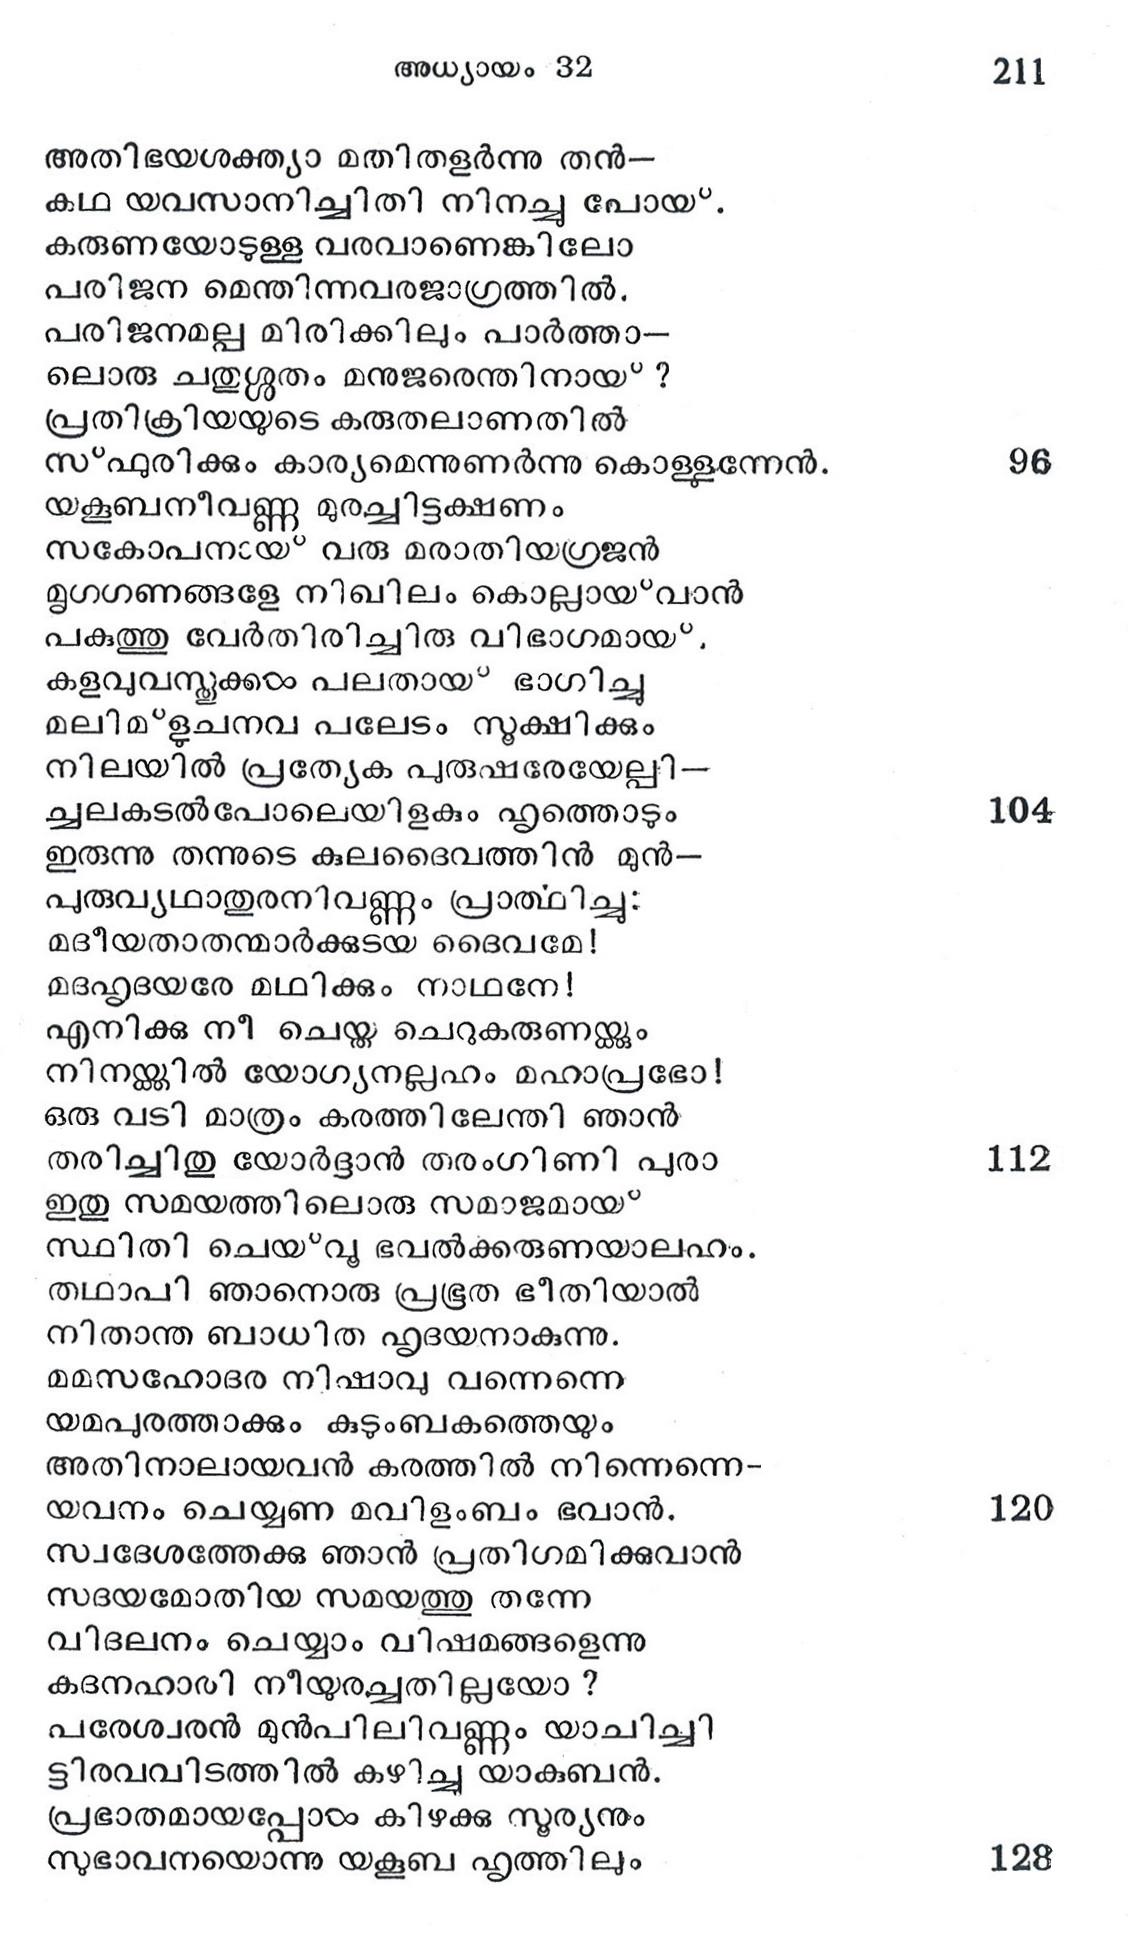 അധ്യായം 32 211
അതിഭയശക്ത്യാ മതിതളർന്നു തൻ—
കഥ യവസാനിച്ചിതി നിനച്ചു പോയ്.
കരുണയോടുള്ള വരവാണെങ്കിലോ
പരിജന മെന്തിന്നവരജാഗ്രത്തിൽ.
പരിജനമല്പ മിരിക്കിലും പാർത്താ—
ലൊരു ചതുശ്ശതം മനുജരെന്തിനായ് ?
പ്രതിക്രിയയുടെ കരുതലാണതിൽ
സ്ഫുരിക്കും കാര്യമെന്നുണർന്നു കൊള്ളുന്നേൻ. 96
യകൂബനീവണ്ണ മുരച്ചിട്ടക്ഷണം
സകോപനായ് വരു മരാതിയഗ്രജൻ
മൃഗഗണങ്ങളേ നിഖിലം കൊല്ലായ്‌വാൻ
പകുത്തു വേർതിരിച്ചിരു വിഭാഗമായ്.
കളവുവസ്തുക്കൾ പലതായ് ഭാഗിച്ചു
മലിമ്ളുചനവ പലേടം സൂക്ഷിക്കും
നിലയിൽ പ്രത്യേക പുരുഷരേയേല്പി—
ച്ചലകടൽപോലെയിളകും ഹൃത്തൊടും 104
ഇരുന്നു തന്നുടെ കുലദൈവത്തിൻ മുൻ—
പുരുവ്യഥാതുരനിവണ്ണം പ്രാർത്ഥിച്ചു:
മദീയതാതന്മാർക്കുടയ ദൈവമേ!
മദഹൃദയരേ മഥിക്കും നാഥനേ!
എനിക്കു നീ ചെയ്ത ചെറുകരുണയ്ക്കും
നിനയ്ക്കിൽ യോഗ്യനല്ലഹം മഹാപ്രഭോ!
ഒരു വടി മാത്രം കരത്തിലേന്തി ഞാൻ
തരിച്ചിതു യോർദ്ദാൻ തരംഗിണി പുരാ 112
ഇതു സമയത്തിലൊരു സമാജമായ്
സ്ഥിതി ചെയ്‌വൂ ഭവൽക്കരുണയാലഹം.
തഥാപി ഞാനൊരു പ്രഭൂത ഭീതിയാൽ
നിതാന്ത ബാധിത ഹൃദയനാകുന്നു.
മമസഹോദര നിഷാവു വന്നെന്നെ
യമപുരത്താക്കും കുടുംബകത്തെയും
അതിനാലായവൻ കരത്തിൽ നിന്നെന്നെ-
യവനം ചെയ്യണ മവിളംബം ഭവാൻ. 120
സ്വദേശത്തേക്കു ഞാൻ പ്രതിഗമിക്കുവാൻ
സദയമോതിയ സമയത്തു തന്നേ
വിദലനം ചെയ്യാം വിഷമങ്ങളെന്നു
കദനഹാരി നീയുരച്ചതില്ലയോ ?
പരേശ്വരൻ മുൻപിലിവണ്ണം യാചിച്ചി
ട്ടിരവവിടത്തിൽ കഴിച്ചു യാകുബൻ.
പ്രഭാതമായപ്പോൾ കിഴക്കു സൂര്യനും
സുഭാവനയൊന്നു യകൂബ ഹൃത്തിലും 128